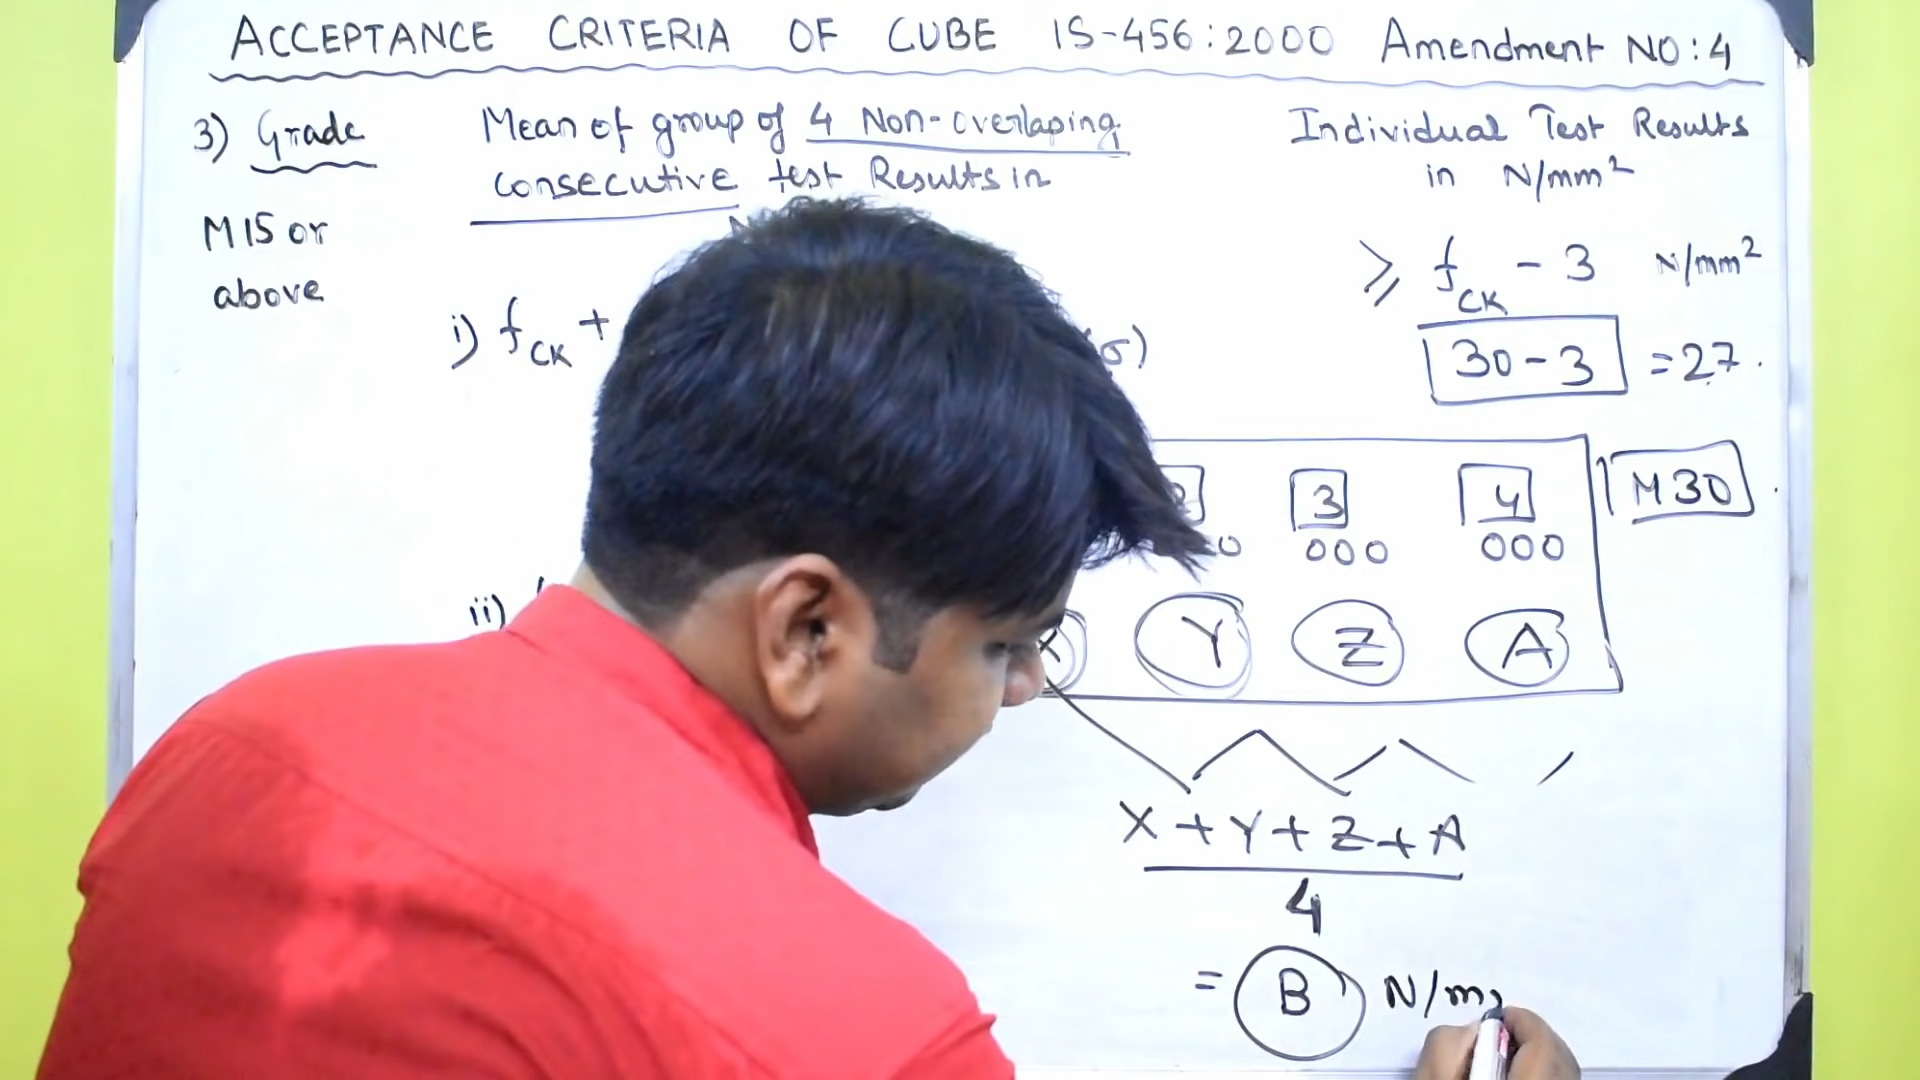 ACCEPTANCE CRITERIA OF CUBE IS-456:2000 Amendment NO:4
3) Grade
M15 or
above
Mean of group of 4 Non-overlaping
consecutive test Results in
i) fCK +
σ)
ii)
Individual Test Results
in N/mm²
⩾ fCK - 3 N/mm²
30-3 = 27.
M30
3 4
000 000
X Y Z A
X + Y + Z + A
4
= B N/m